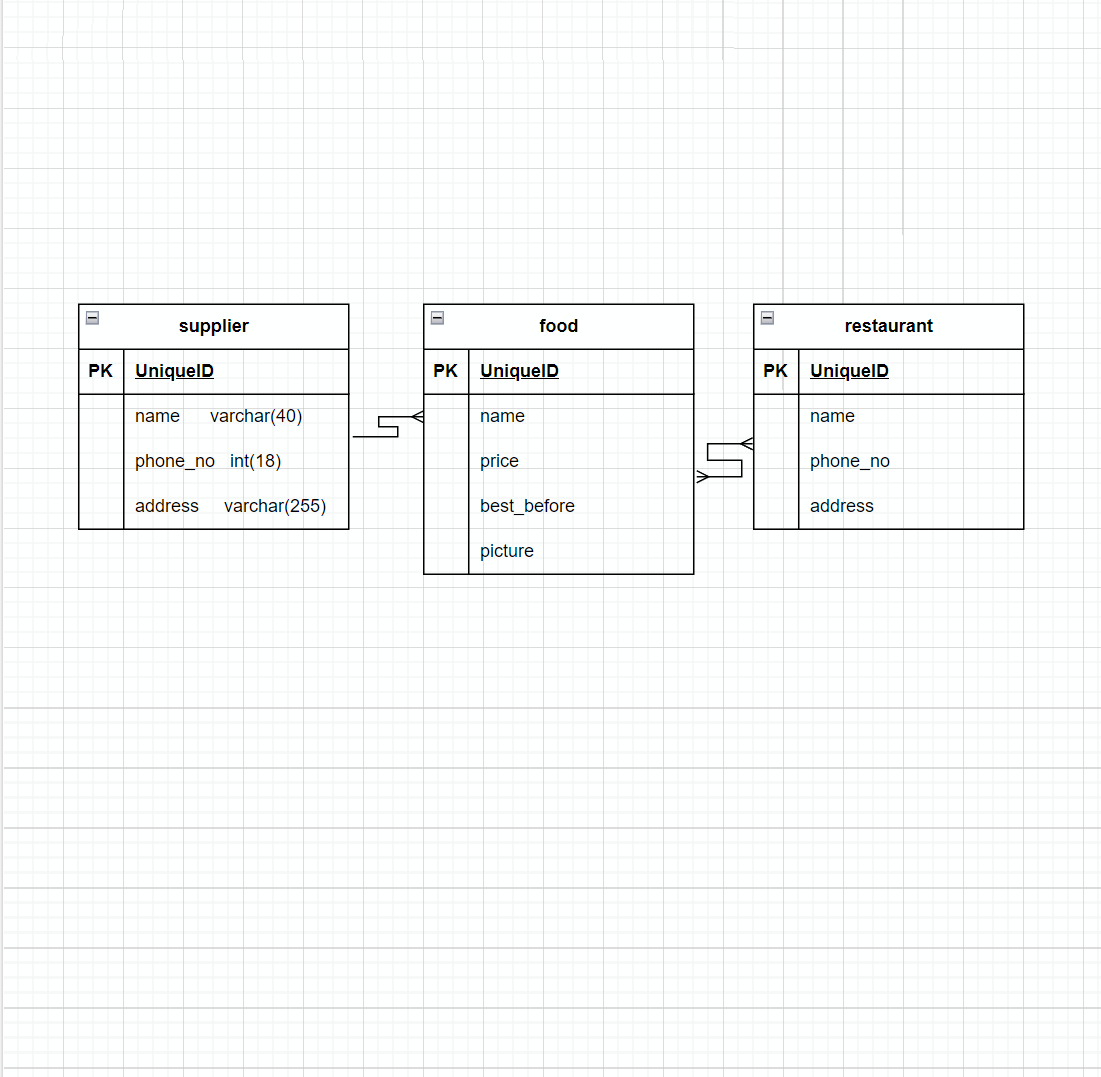 supplier
PK UniqueID
name varchar(40)
phone_no int(18)
address varchar(255)
food
PK UniqueID
name
price
best_before
picture
restaurant
PK UniqueID
name
phone_no
address